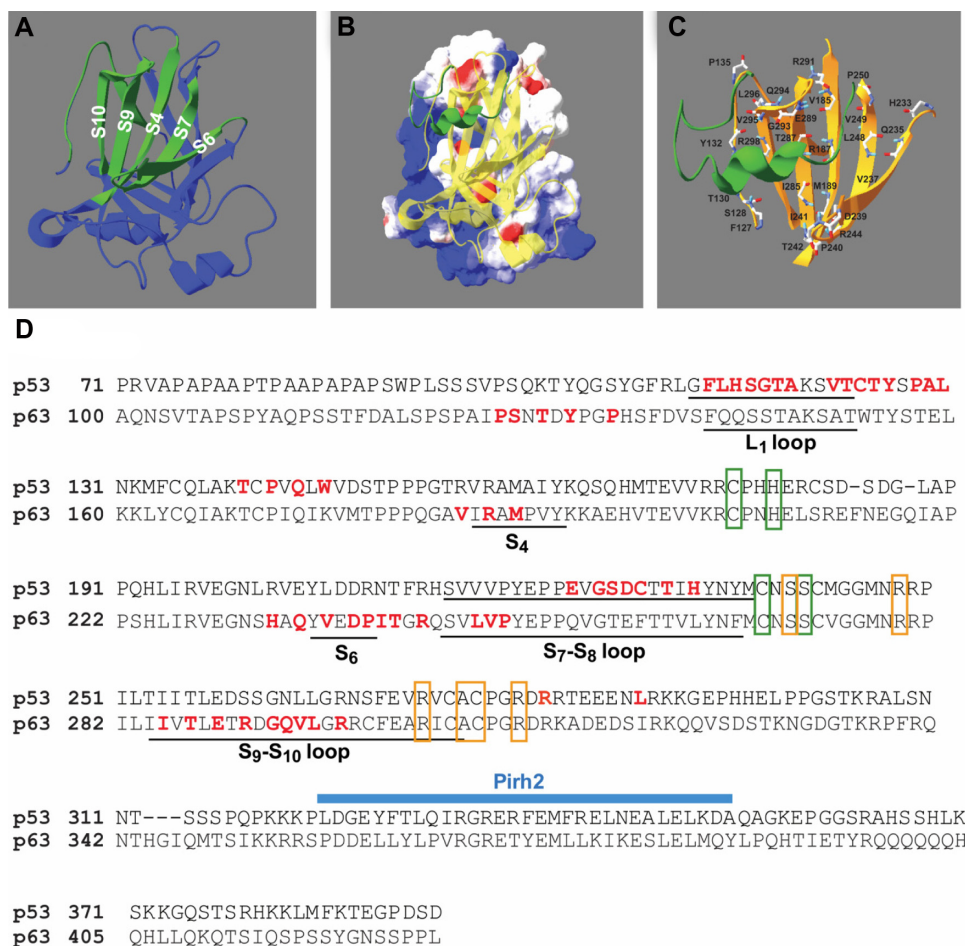 A
B
C
S10
S9
S4
S7
S6
P135
R291
P250
Q294
L296
V185
H233
V295
E289
V249
G293
Q235
Y132
R298
T287
L248
R187
I285
M189
V237
T130
S128
I241
D239
F127
R244
T242
P240
D
p53 71 PRVAPAPAAPTPAAPAPAPSWPLSSSVPSQKTYQGSYGFRLGFLHSGTAKSVTCTYSPAL
p63 100 AQNSVTAPSPYAQPSSTFDALSPSPAIPSNTDYPGPHSFDVSFQQSSTAKSATWTYSTEL
L1 loop
p53 131 NKMFCQLAKTCPVQLWVDSTPPPGTRVRAMAIYKQSQHMTEVVRRCPHHERCSD-SDG-LAP
p63 160 KKLYCQIAKTCPIQIKVMTPPPQGAVIRAMPVYKKAEHVTEVVKRCPNHELSREFNEGQIAP
S4
p53 191 PQHLIRVEGNLRVEYLDDRNTFRHSVVVPYEPPEVGSDCTTIHYNYMCNSSCMGGMNRRP
p63 222 PSHLIRVEGNSHAQYVEDPITGRQSVLVPYEPPQVGTEFTTVLYNFMCNSSCVGGMNRRP
S6
S7-S8 loop
p53 251 ILTIITLEDSSGNLLGRNSFEVRVCACPGRDRRTEEENLRKKGEPHHELPPGSTKRALSN
p63 282 ILIIVTLETRDGQVLGRRCFEARICACPGRDRKADEDSIRKQQVSDSTKNGDGTKRPFRQ
S9-S10 loop
Pirh2
p53 311 NT---SSSPQPKKKPLDGEYFTLQIRGRERFEMFRELNEALELKDAQAGKEPGGSRAHSSHLK
p63 342 NTHGIQMTSIKKRRSPDDELLYLPVRGRETYEMLLKIKESLELMQYLPQHTIETYRQQQQQQH
p53 371 SKKGQSTSRHKKLMFKTEGPDSD
p63 405 QHLLQKQTSIQSPSSYGNSSPPL